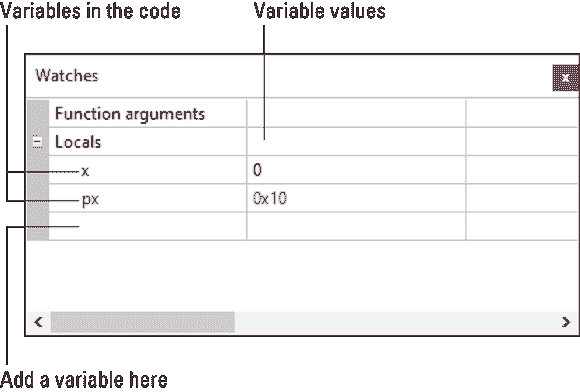 Variables in the code
Variable values
Watches
x
Function arguments
Locals
x 0
px 0x10
Add a variable here